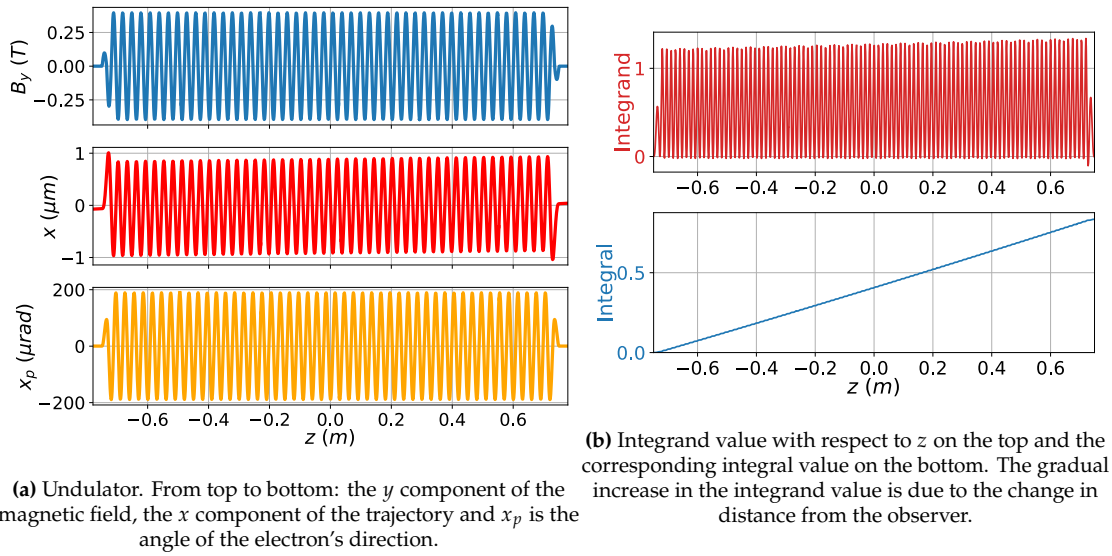 0.25
0.00
−0.25
B_y (T)
1
0
−1
x (μm)
200
0
−200
x_p (μrad)
−0.6 −0.4 −0.2 0.0 0.2 0.4 0.6
z (m)
(a) Undulator. From top to bottom: the y component of the
magnetic field, the x component of the trajectory and x_p is the
angle of the electron's direction.
1
0
Integrand
−0.6 −0.4 −0.2 0.0 0.2 0.4 0.6
0.5
0.0
Integral
−0.6 −0.4 −0.2 0.0 0.2 0.4 0.6
z (m)
(b) Integrand value with respect to z on the top and the
corresponding integral value on the bottom. The gradual
increase in the integrand value is due to the change in
distance from the observer.